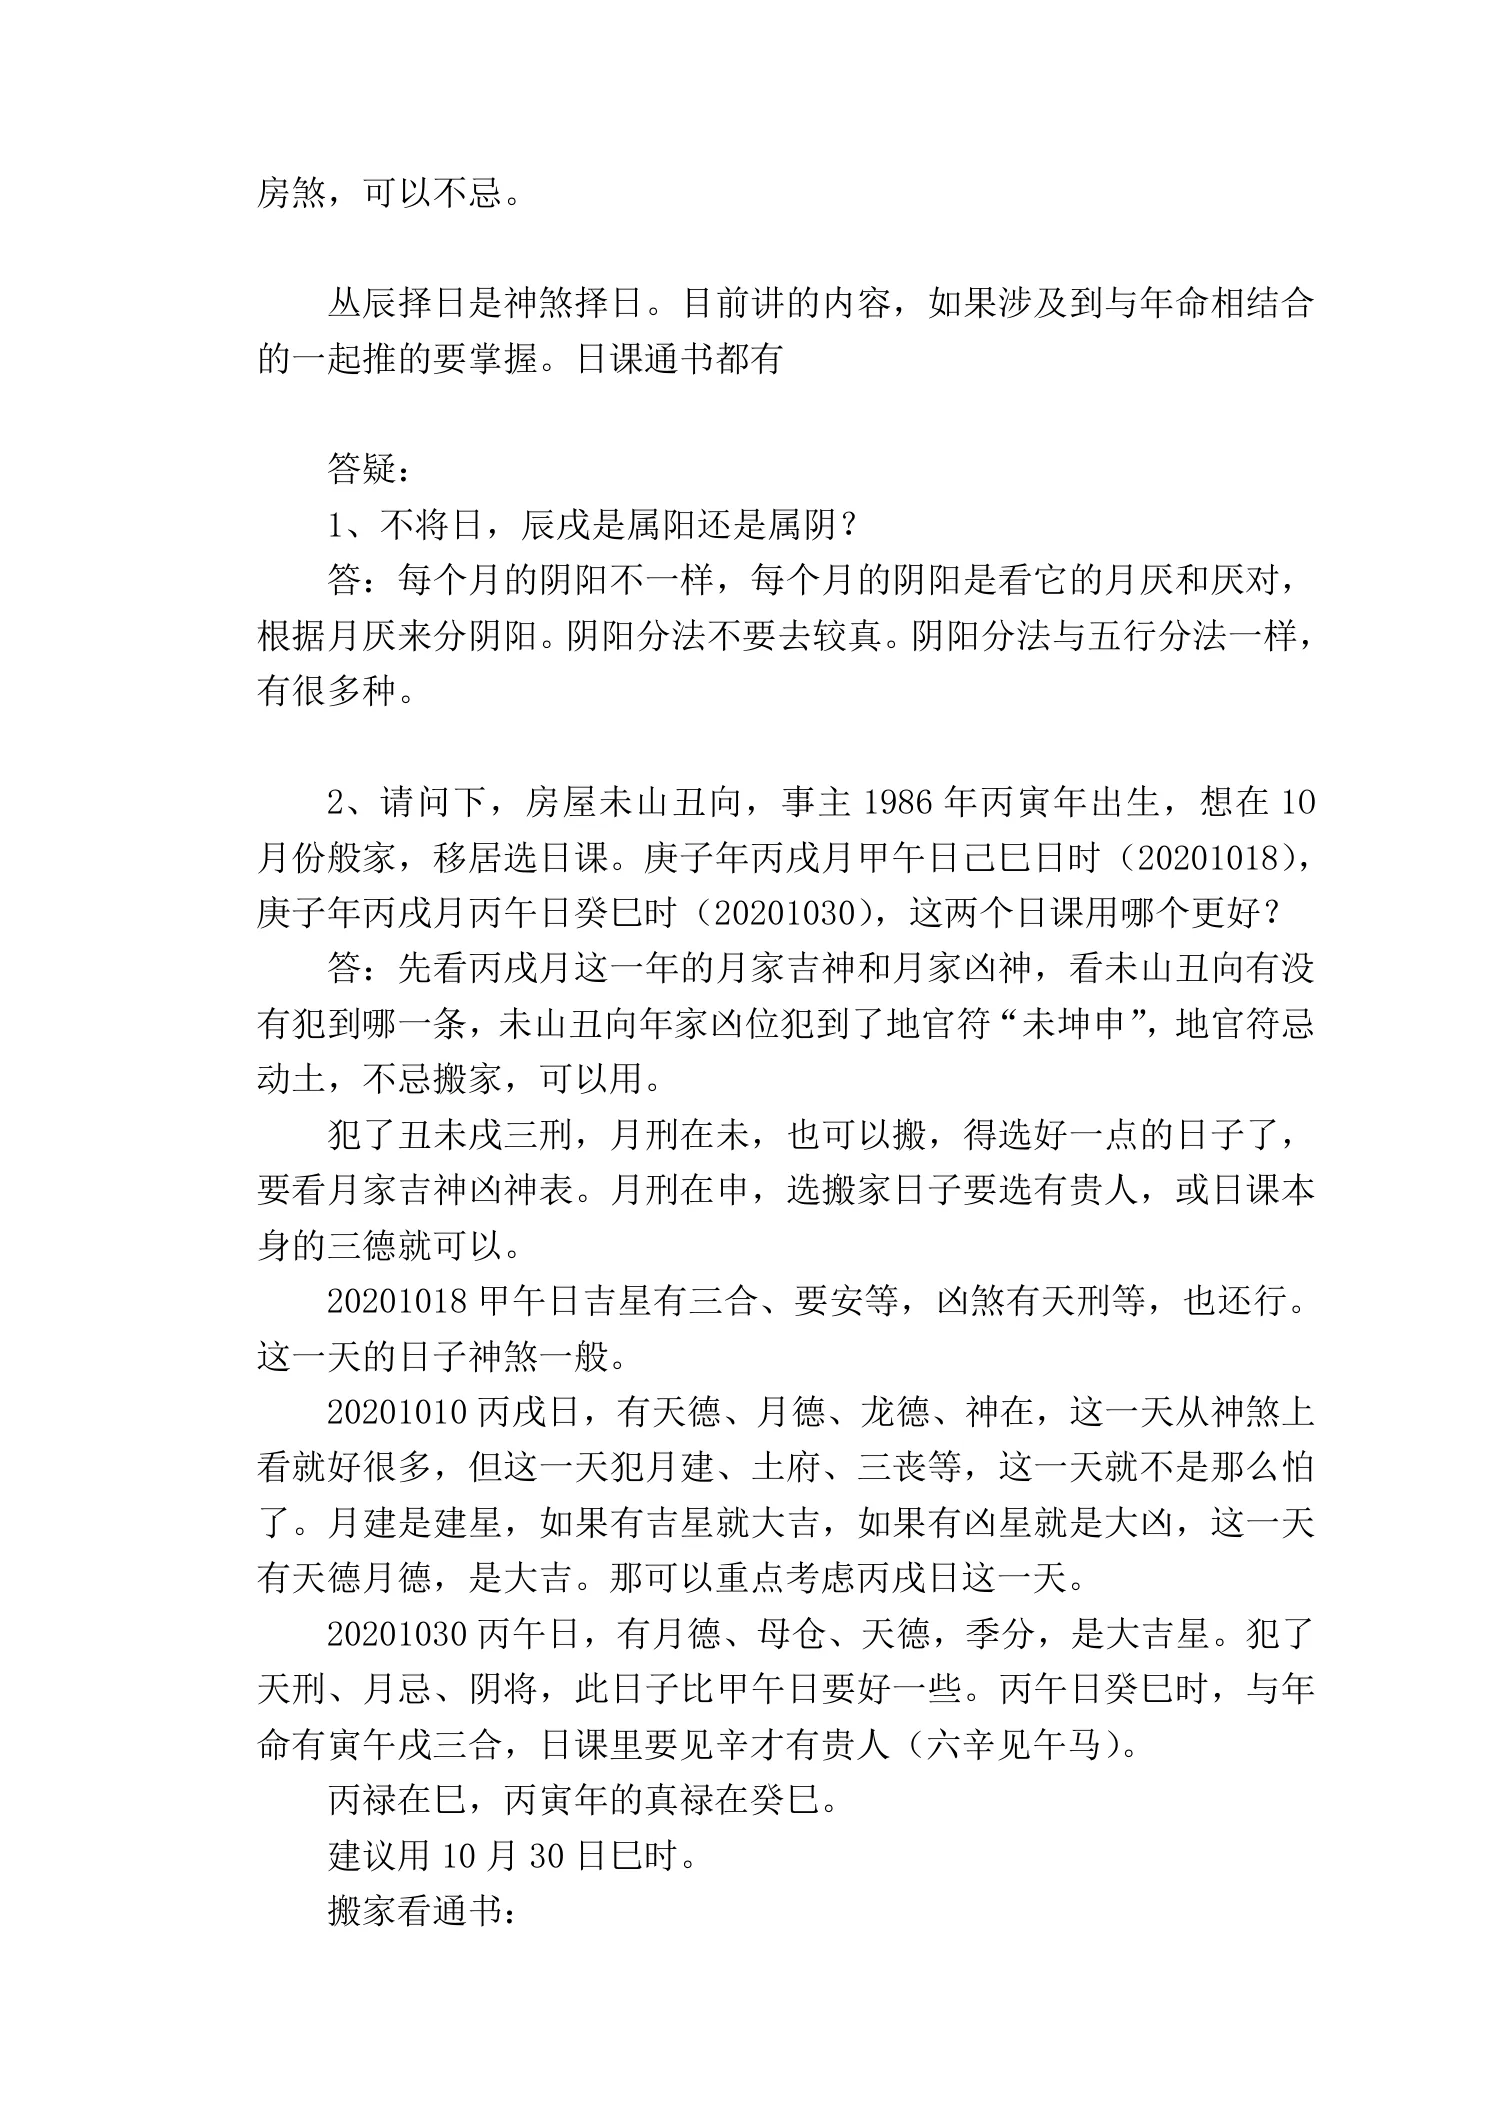 房煞，可以不忌。
丛辰择日是神煞择日。目前讲的内容，如果涉及到与年命相结合
的一起推的要掌握。日课通书都有
答疑：
1、不将日，辰戌是属阳还是属阴？
答：每个月的阴阳不一样，每个月的阴阳是看它的月厌和厌对，
根据月厌来分阴阳。阴阳分法不要去较真。阴阳分法与五行分法一样，
有很多种。
2、请问下，房屋未山丑向，事主 1986 年丙寅年出生，想在 10
月份般家，移居选日课。庚子年丙戌月甲午日己巳日时（20201018），
庚子年丙戌月丙午日癸巳时（20201030），这两个日课用哪个更好？
答：先看丙戌月这一年的月家吉神和月家凶神，看未山丑向有没
有犯到哪一条，未山丑向年家凶位犯到了地官符“未坤申”，地官符忌
动土，不忌搬家，可以用。
犯了丑未戌三刑，月刑在未，也可以搬，得选好一点的日子了，
要看月家吉神凶神表。月刑在申，选搬家日子要选有贵人，或日课本
身的三德就可以。
20201018 甲午日吉星有三合、要安等，凶煞有天刑等，也还行。
这一天的日子神煞一般。
20201010 丙戌日，有天德、月德、龙德、神在，这一天从神煞上
看就好很多，但这一天犯月建、土府、三丧等，这一天就不是那么怕
了。月建是建星，如果有吉星就大吉，如果有凶星就是大凶，这一天
有天德月德，是大吉。那可以重点考虑丙戌日这一天。
20201030 丙午日，有月德、母仓、天德，季分，是大吉星。犯了
天刑、月忌、阴将，此日子比甲午日要好一些。丙午日癸巳时，与年
命有寅午戌三合，日课里要见辛才有贵人（六辛见午马）。
丙禄在巳，丙寅年的真禄在癸巳。
建议用 10 月 30 日巳时。
搬家看通书：